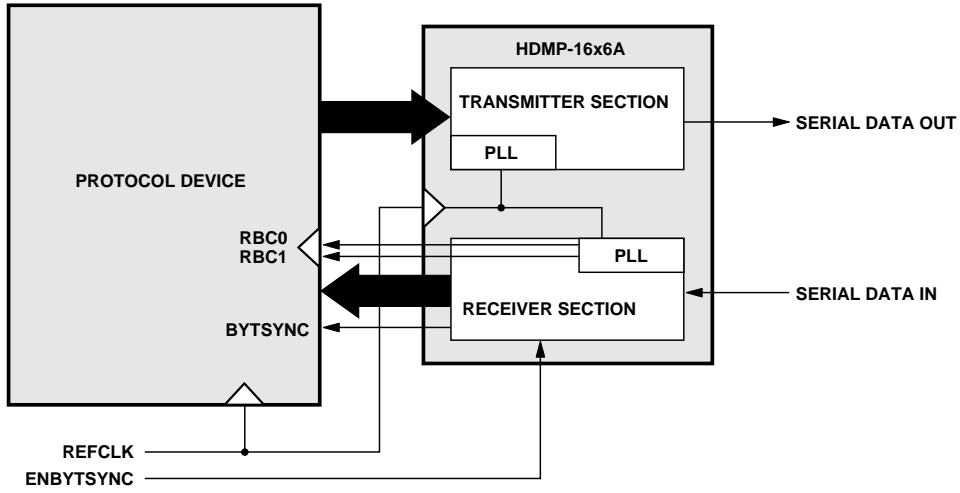 HDMP-16x6A
TRANSMITTER SECTION
PLL
SERIAL DATA OUT
PROTOCOL DEVICE
RBC0
RBC1
PLL
RECEIVER SECTION
SERIAL DATA IN
BYTSYNC
REFCLK
ENBYTSYNC